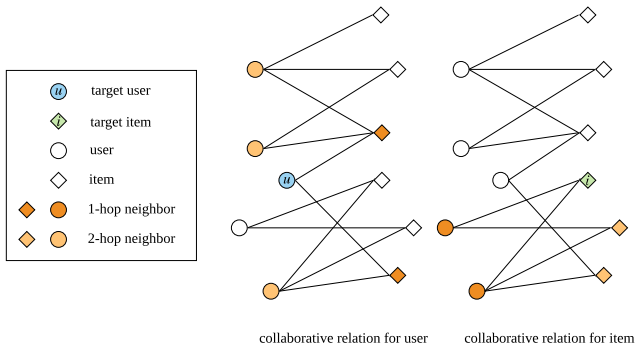 u target user
i target item
user
item
1-hop neighbor
2-hop neighbor
u
i
collaborative relation for user
collaborative relation for item